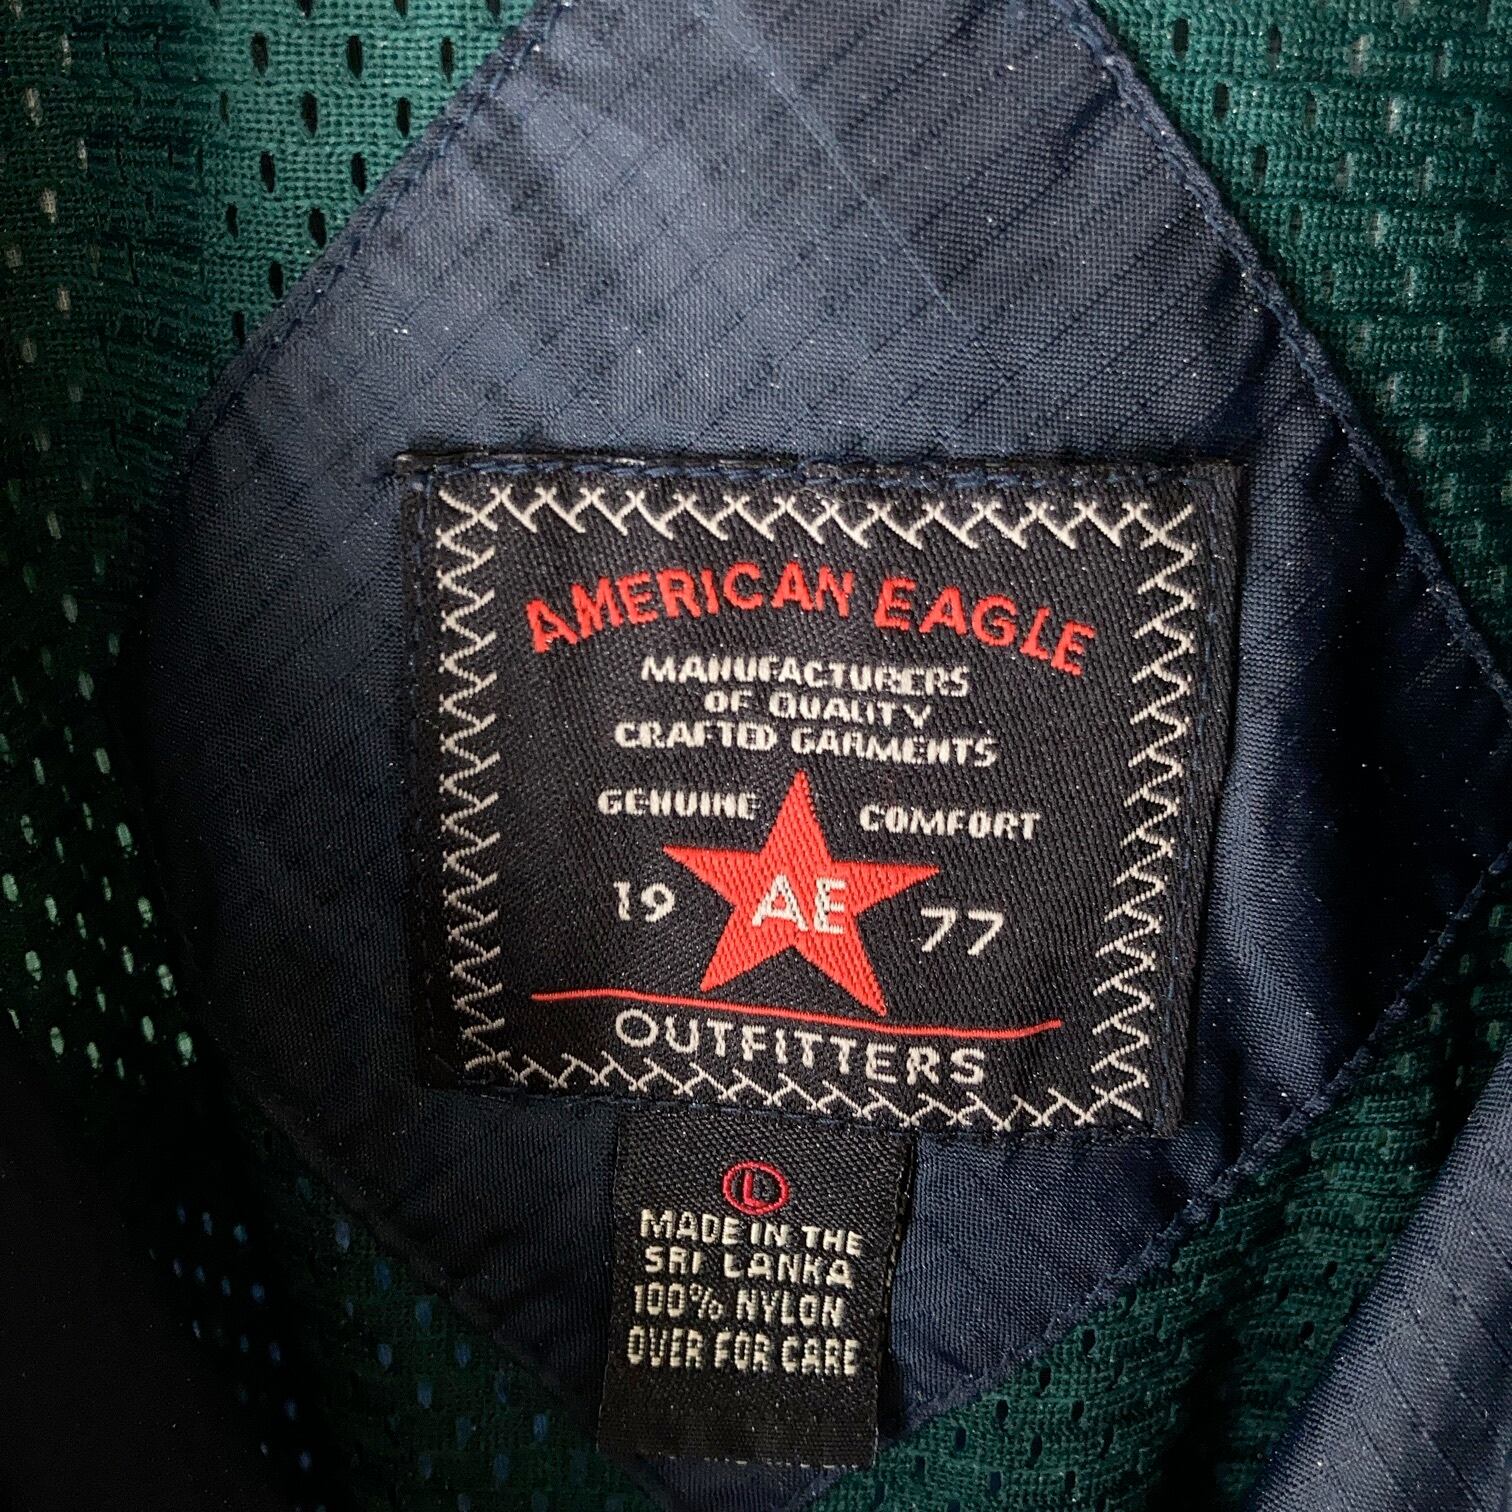 AMERICAN EAGLE
MANUFACTURERS
OF QUALITY
CRAFTED GARMENTS
GENUINE COMFORT
19 AE 77
OUTFITTERS
L
MADE IN THE
SRI LANKA
100% NYLON
OVER FOR CARE